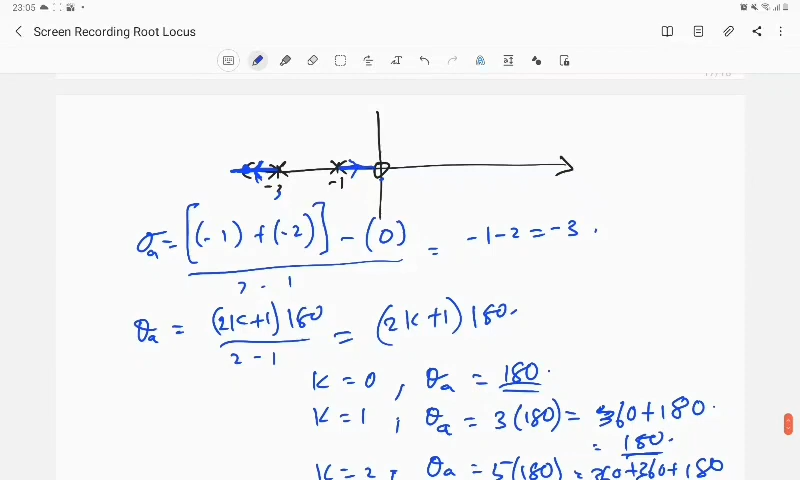 23:05
Screen Recording Root Locus
17/18
-3 -1 0
σa = [(-1) + (-2)] - (0) = -1-2 = -3 .
2 - 1
θa = (2K+1) 180 = (2K+1) 180.
2 - 1
K = 0 , θa = 180.
K = 1 , θa = 3(180) = 360+180.
= 180.
K = 2 , θa = 5(180) = 360+360+180